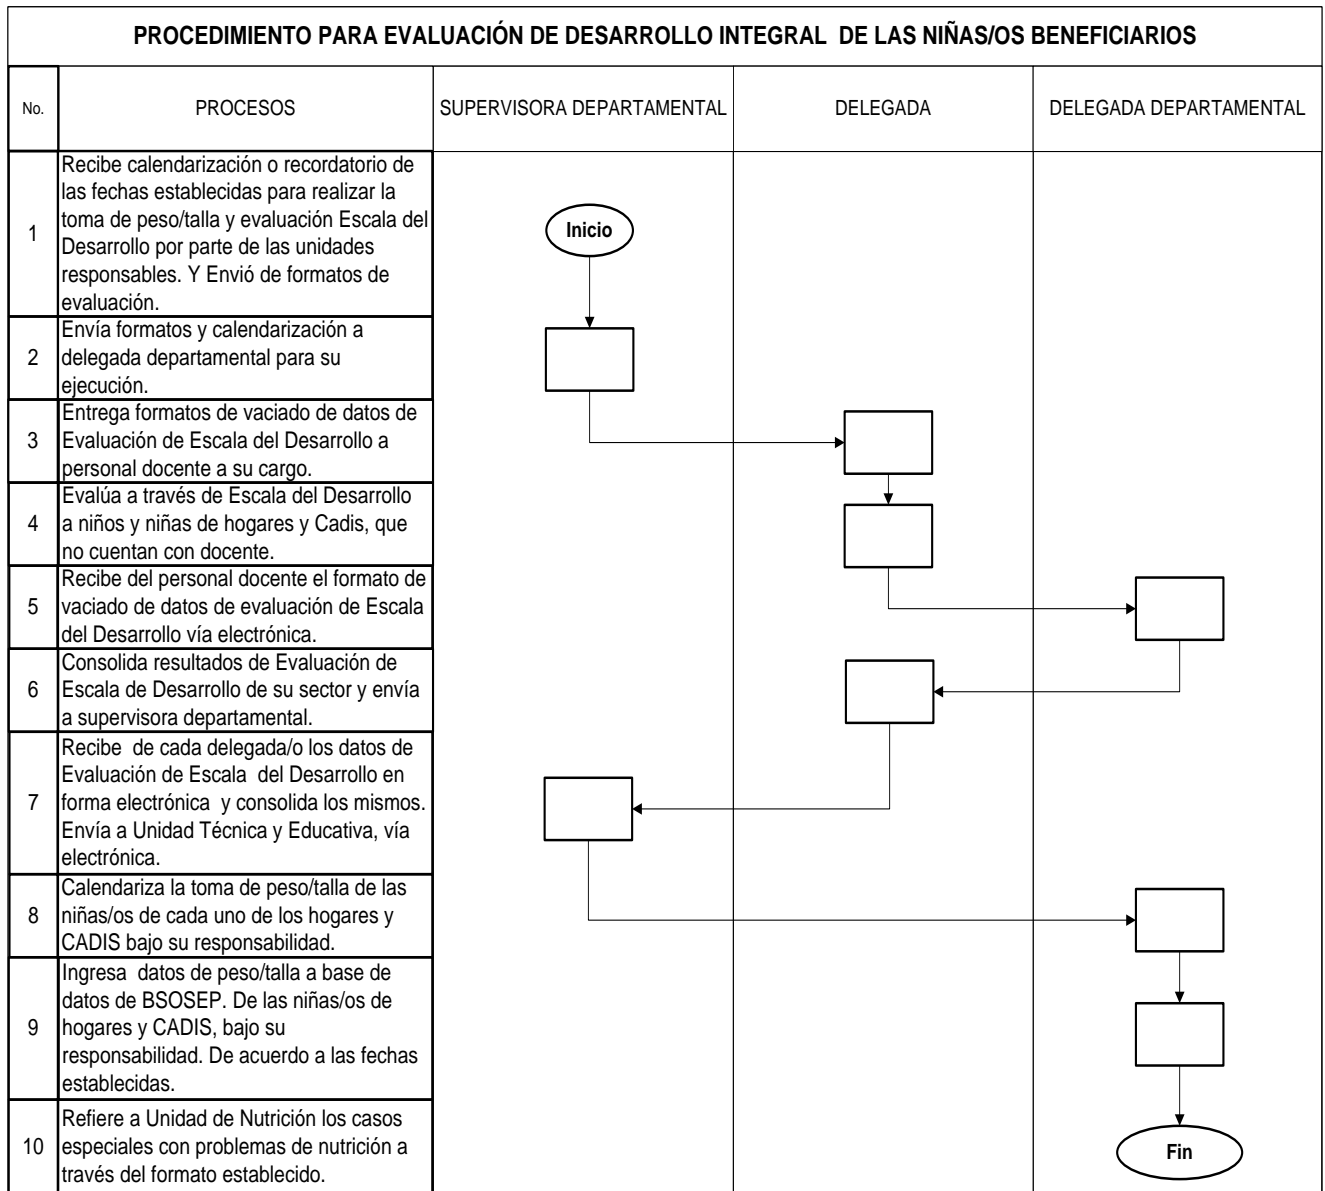 PROCEDIMIENTO PARA EVALUACIÓN DE DESARROLLO INTEGRAL DE LAS NIÑAS/OS BENEFICIARIOS
No.
PROCESOS
SUPERVISORA DEPARTAMENTAL
DELEGADA
DELEGADA DEPARTAMENTAL
1
Recibe calendarización o recordatorio de
las fechas establecidas para realizar la
toma de peso/talla y evaluación Escala del
Desarrollo por parte de las unidades
responsables. Y Envió de formatos de
evaluación.
Inicio
2
Envía formatos y calendarización a
delegada departamental para su
ejecución.
3
Entrega formatos de vaciado de datos de
Evaluación de Escala del Desarrollo a
personal docente a su cargo.
4
Evalúa a través de Escala del Desarrollo
a niños y niñas de hogares y Cadis, que
no cuentan con docente.
5
Recibe del personal docente el formato de
vaciado de datos de evaluación de Escala
del Desarrollo vía electrónica.
6
Consolida resultados de Evaluación de
Escala de Desarrollo de su sector y envía
a supervisora departamental.
7
Recibe de cada delegada/o los datos de
Evaluación de Escala del Desarrollo en
forma electrónica y consolida los mismos.
Envía a Unidad Técnica y Educativa, vía
electrónica.
8
Calendariza la toma de peso/talla de las
niñas/os de cada uno de los hogares y
CADIS bajo su responsabilidad.
9
Ingresa datos de peso/talla a base de
datos de BSOSEP. De las niñas/os de
hogares y CADIS, bajo su
responsabilidad. De acuerdo a las fechas
establecidas.
10
Refiere a Unidad de Nutrición los casos
especiales con problemas de nutrición a
través del formato establecido.
Fin